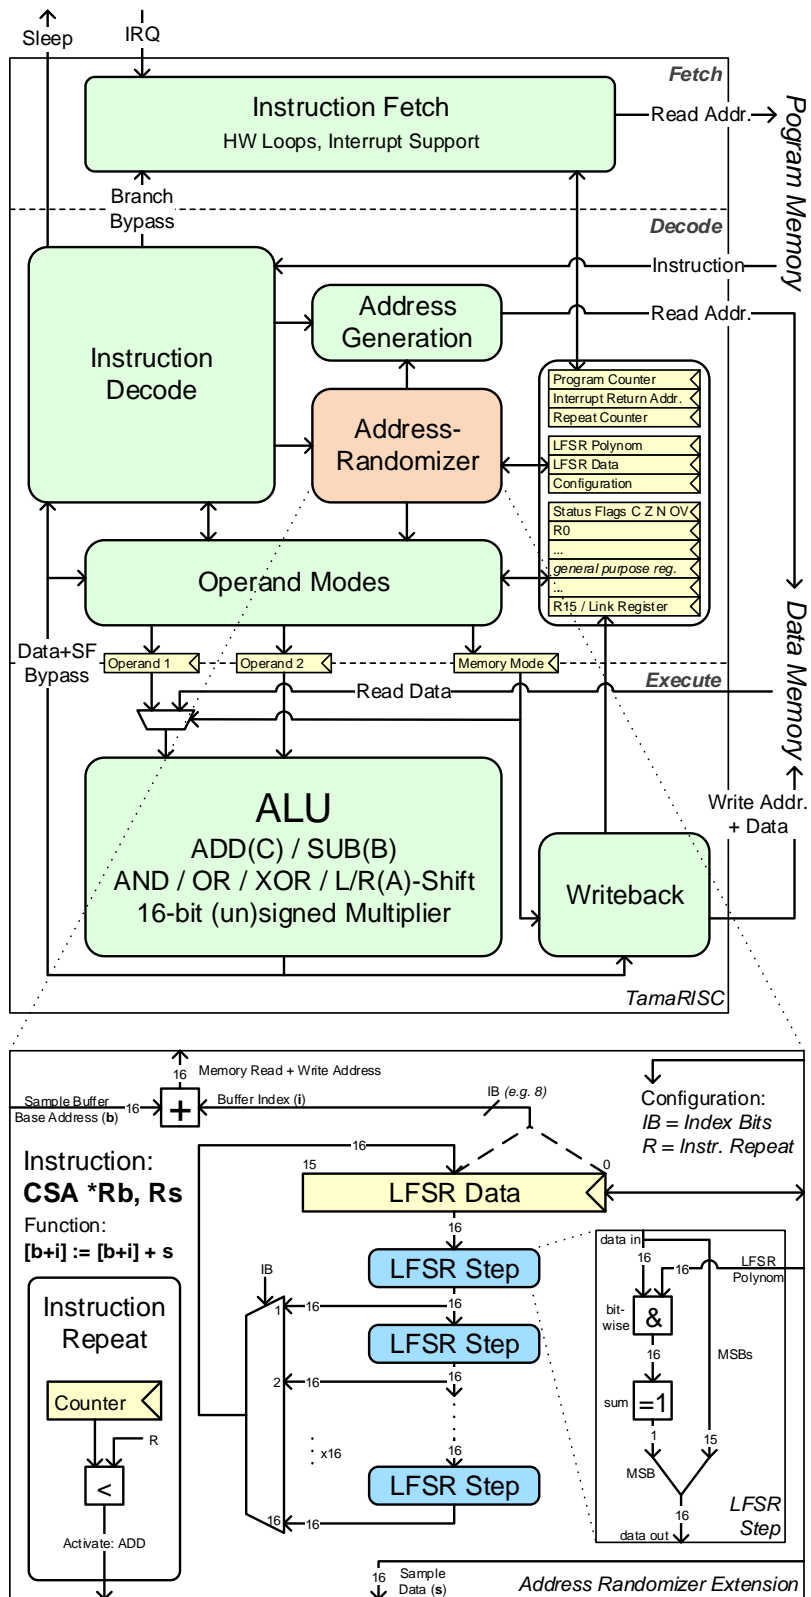 Sleep
IRQ
Fetch
Instruction Fetch
HW Loops, Interrupt Support
Read Addr.
Pogram Memory
Branch
Bypass
Decode
Instruction
Address
Generation
Read Addr.
Instruction
Decode
Program Counter
Interrupt Return Addr.
Repeat Counter
Address-
Randomizer
LFSR Polynom
LFSR Data
Configuration
Status Flags C Z N OV
R0
...
general purpose reg.
...
R15 / Link Register
Operand Modes
Data+SF
Bypass
Operand 1
Operand 2
Memory Mode
Execute
Read Data
Data Memory
ALU
ADD(C) / SUB(B)
AND / OR / XOR / L/R(A)-Shift
16-bit (un)signed Multiplier
Write Addr.
+ Data
Writeback
TamaRISC
16
Memory Read + Write Address
Sample Buffer
Base Address (b)
16
+
Buffer Index (i)
IB (e.g. 8)
Configuration:
IB = Index Bits
R = Instr. Repeat
16
15
0
LFSR Data
Instruction:
CSA *Rb, Rs
Function:
[b+i] := [b+i] + s
16
LFSR Step
IB
1
16
16
LFSR Step
2
16
16
x16
16
LFSR Step
16
16
data in
16
16
LFSR
Polynom
bit-
wise
&
16
MSBs
sum
=1
1
15
MSB
16
data out
LFSR
Step
Instruction
Repeat
Counter
R
<
Activate: ADD
16
Sample
Data (s)
Address Randomizer Extension